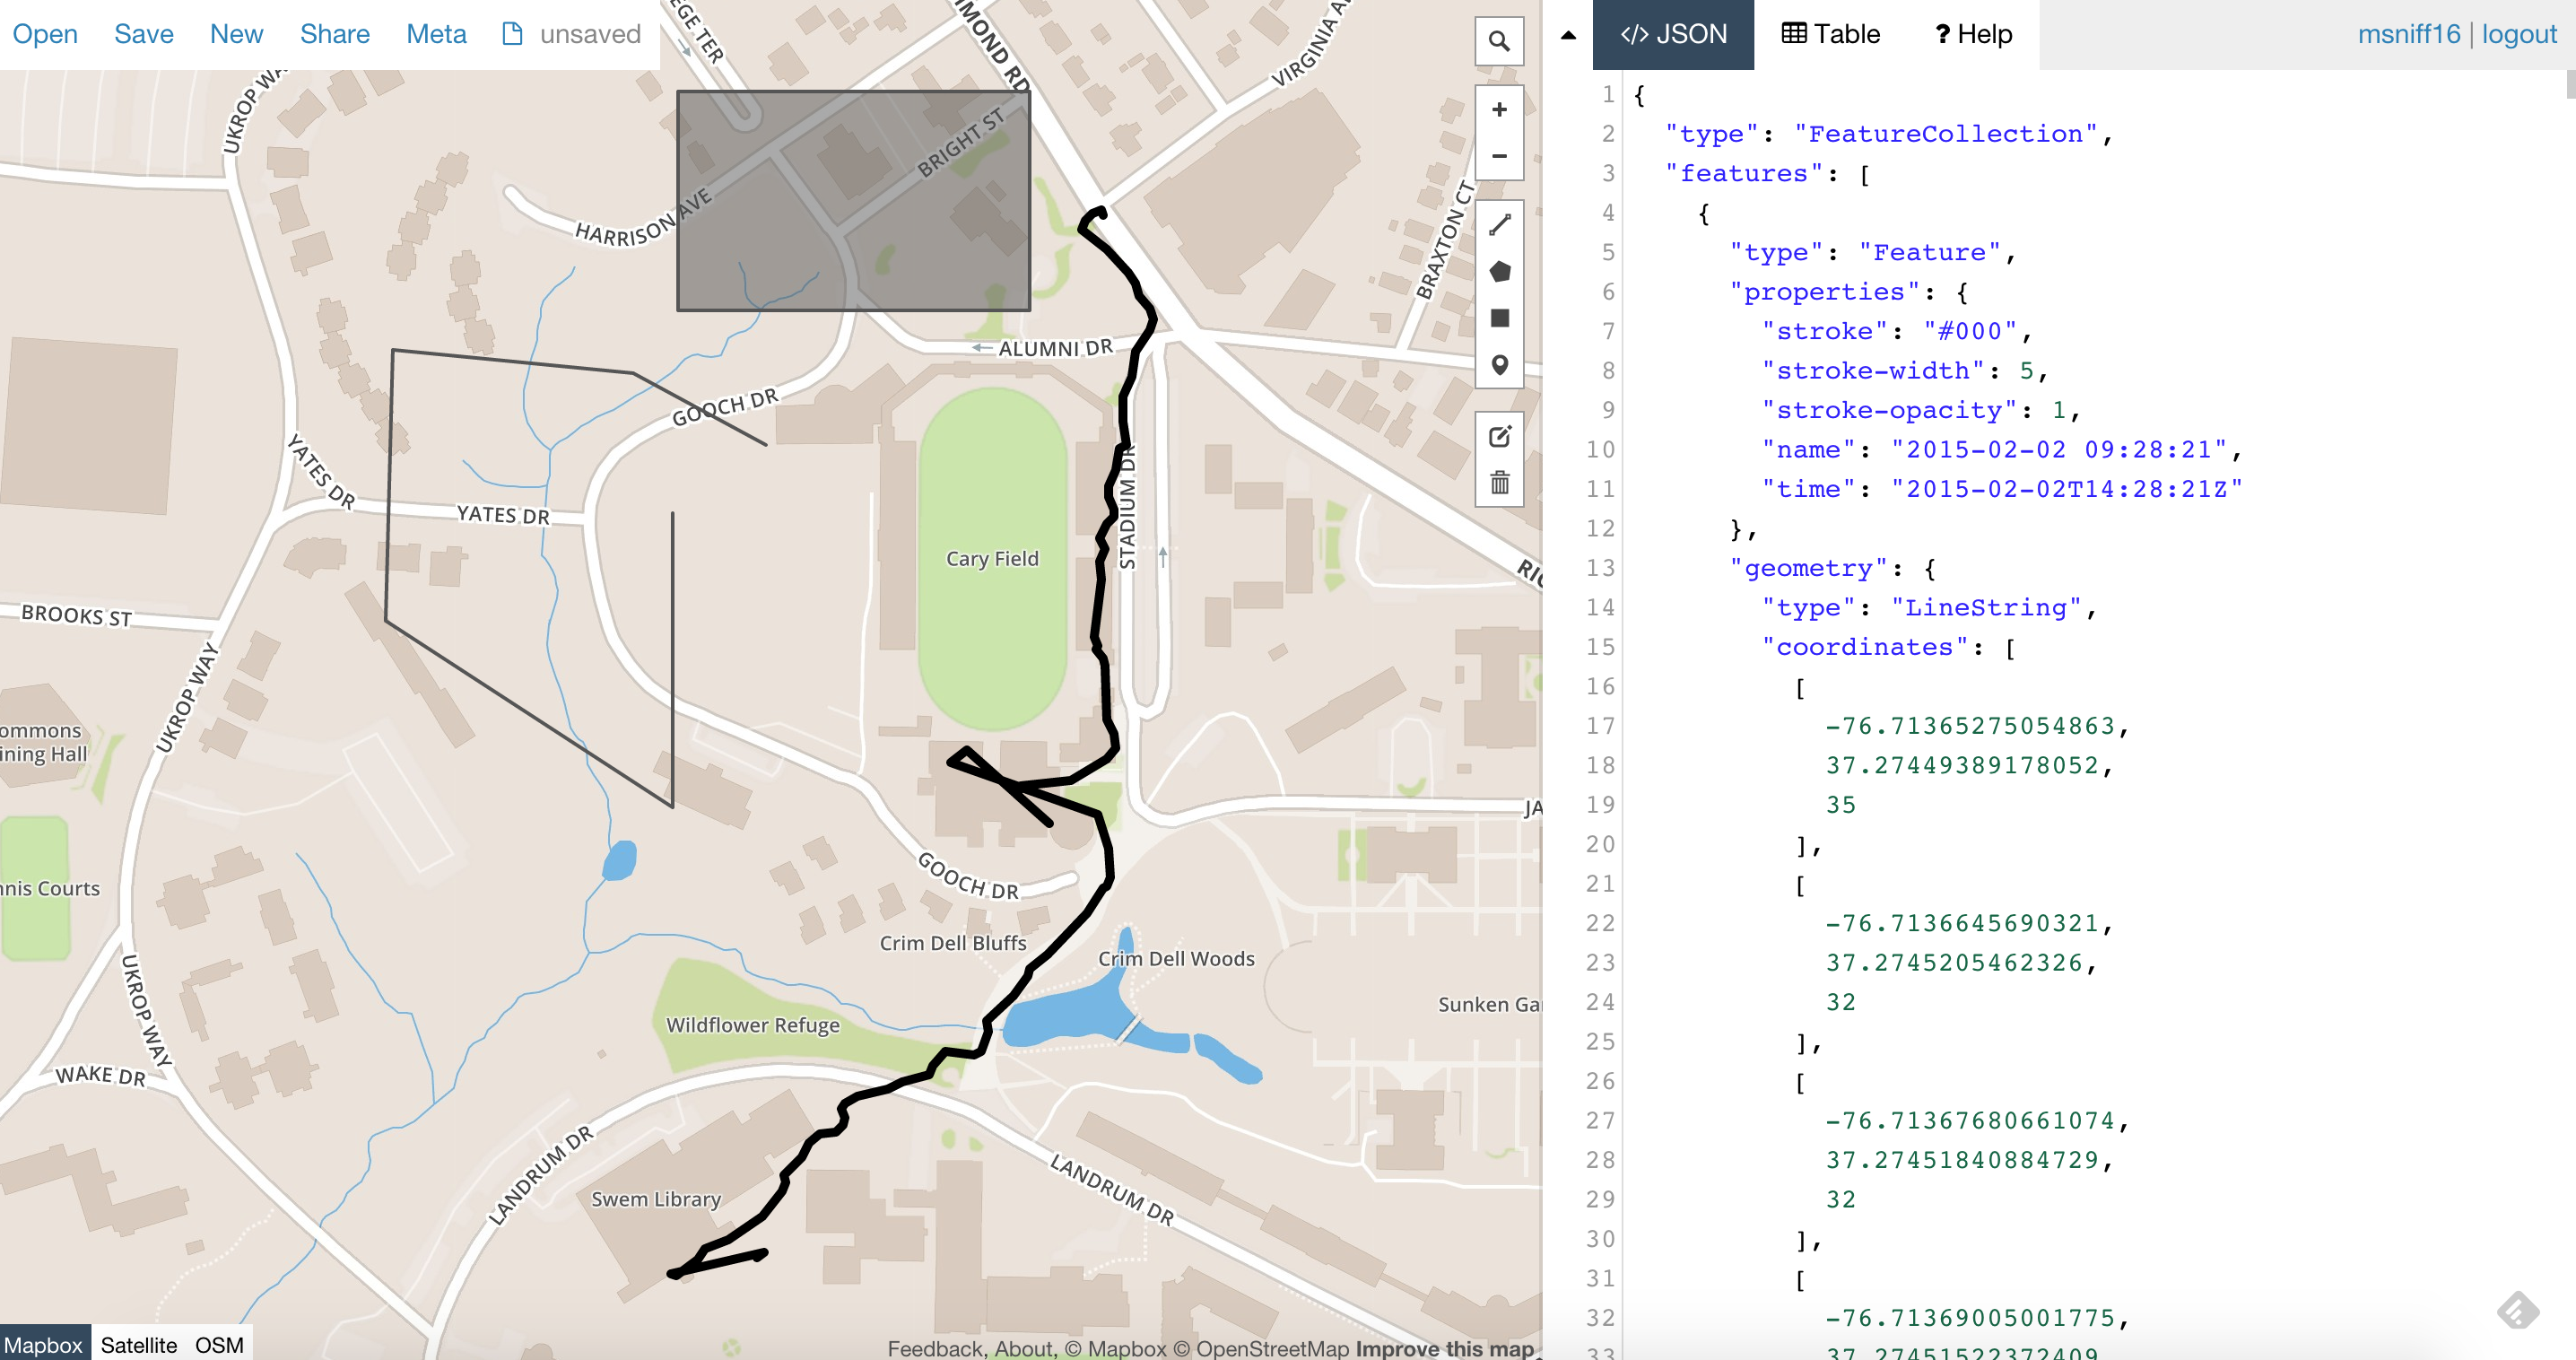 Open Save New Share Meta unsaved
</> JSON Table ? Help
msniff16 | logout
EGE TER
MOND RD
VIRGINIA A
UKROP WA
BRIGHT ST
HARRISON AVE
BRAXTON CT
ALUMNI DR
GOOCH DR
YATES DR
YATES DR
STADIUM DR
Cary Field
RIC
BROOKS ST
UKROP WAY
ommons
ining Hall
JA
GOOCH DR
nnis Courts
Crim Dell Bluffs
Crim Dell Woods
UKROP WAY
Sunken Gar
Wildflower Refuge
WAKE DR
LANDRUM DR
LANDRUM DR
Swem Library
Mapbox Satellite OSM
Feedback, About, © Mapbox © OpenStreetMap Improve this map
1 {
2 "type": "FeatureCollection",
3 "features": [
4 {
5 "type": "Feature",
6 "properties": {
7 "stroke": "#000",
8 "stroke-width": 5,
9 "stroke-opacity": 1,
10 "name": "2015-02-02 09:28:21",
11 "time": "2015-02-02T14:28:21Z"
12 },
13 "geometry": {
14 "type": "LineString",
15 "coordinates": [
16 [
17 -76.71365275054863,
18 37.27449389178052,
19 35
20 ],
21 [
22 -76.7136645690321,
23 37.2745205462326,
24 32
25 ],
26 [
27 -76.71367680661074,
28 37.27451840884729,
29 32
30 ],
31 [
32 -76.71369005001775,
33 37.27451522372409